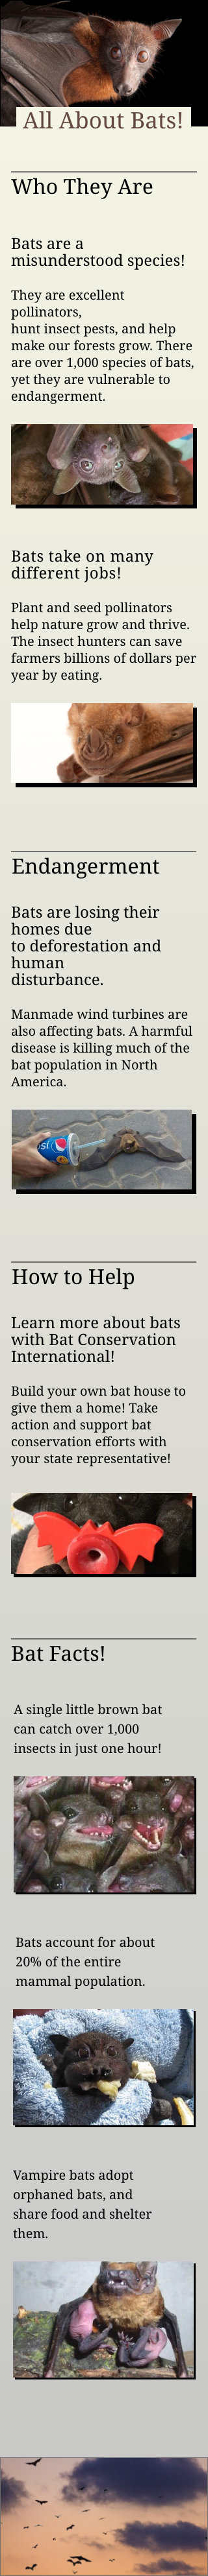 All About Bats!
Who They Are
Bats are a
misunderstood species!
They are excellent
pollinators,
hunt insect pests, and help
make our forests grow. There
are over 1,000 species of bats,
yet they are vulnerable to
endangerment.
Bats take on many
different jobs!
Plant and seed pollinators
help nature grow and thrive.
The insect hunters can save
farmers billions of dollars per
year by eating.
Endangerment
Bats are losing their
homes due
to deforestation and
human
disturbance.
Manmade wind turbines are
also affecting bats. A harmful
disease is killing much of the
bat population in North
America.
How to Help
Learn more about bats
with Bat Conservation
International!
Build your own bat house to
give them a home! Take
action and support bat
conservation efforts with
your state representative!
Bat Facts!
A single little brown bat
can catch over 1,000
insects in just one hour!
Bats account for about
20% of the entire
mammal population.
Vampire bats adopt
orphaned bats, and
share food and shelter
them.